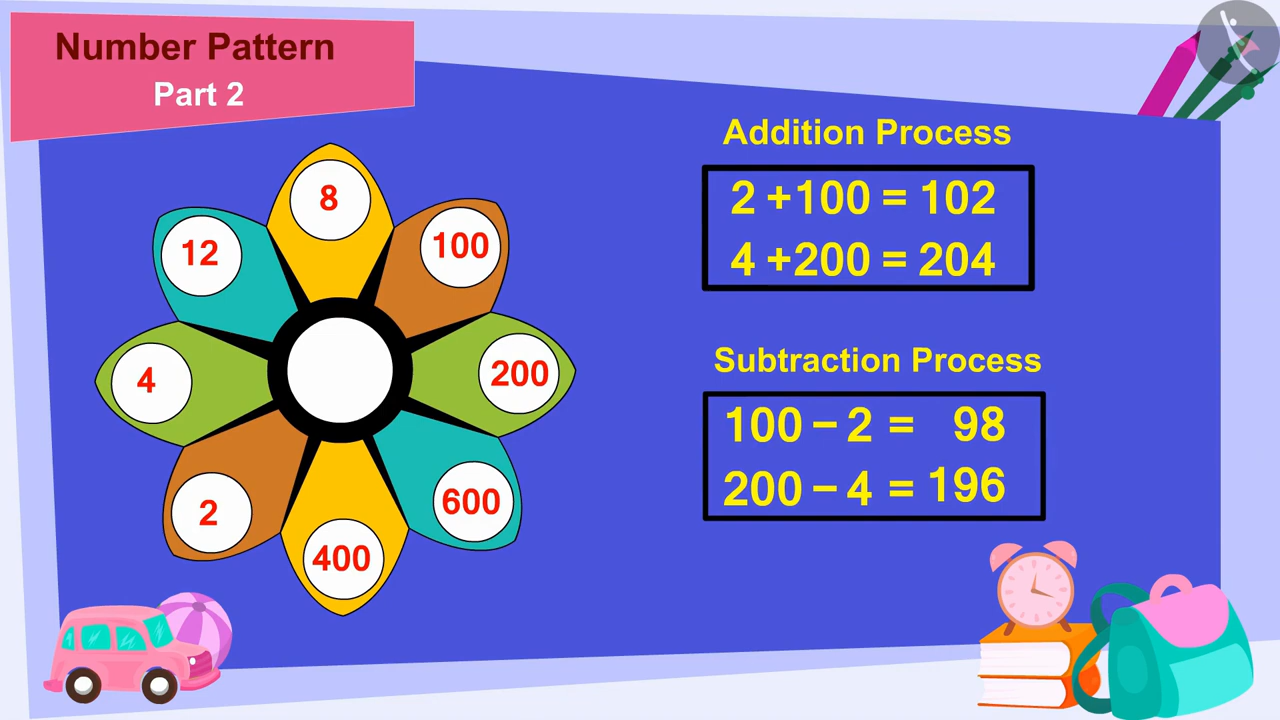 Number Pattern
Part 2
8
12
100
4
200
2
600
400
Addition Process
2 +100 = 102
4 +200 = 204
Subtraction Process
100 – 2 = 98
200 – 4 = 196